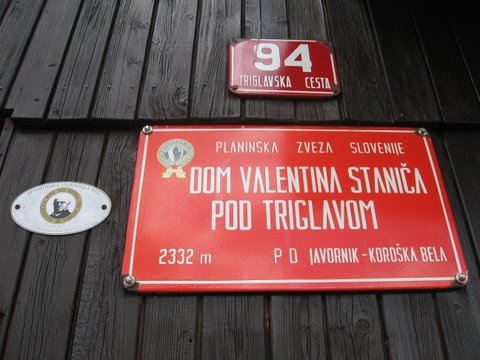 94
TRIGLAVSKA CESTA
PLANINSKA ZVEZA SLOVENIJE
DOM VALENTINA STANIČA
POD TRIGLAVOM
2332 m P D JAVORNIK - KOROŠKA BELA